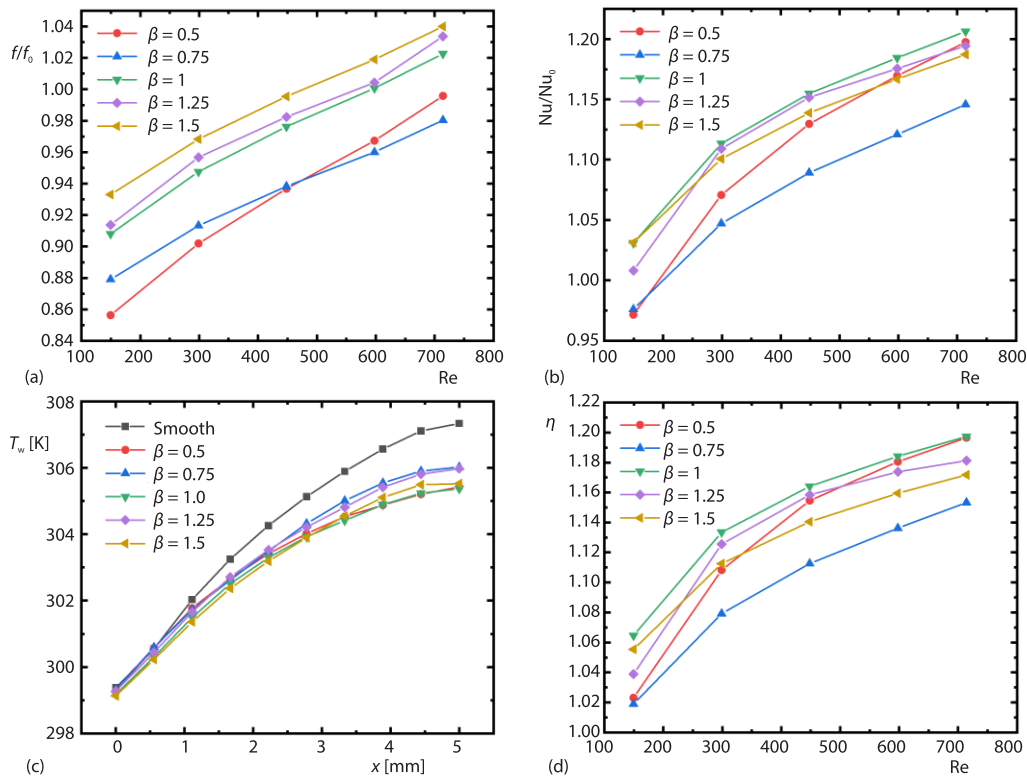 f/f₀
1.04
1.02
1.00
0.98
0.96
0.94
0.92
0.90
0.88
0.86
0.84
β = 0.5
β = 0.75
β = 1
β = 1.25
β = 1.5
100 200 300 400 500 600 700 800
(a) Re
Nu/Nu₀
1.20
1.15
1.10
1.05
1.00
0.95
β = 0.5
β = 0.75
β = 1
β = 1.25
β = 1.5
100 200 300 400 500 600 700 800
(b) Re
T_w [K]
308
306
304
302
300
298
Smooth
β = 0.5
β = 0.75
β = 1.0
β = 1.25
β = 1.5
0 1 2 3 4 5
(c) x [mm]
η
1.22
1.20
1.18
1.16
1.14
1.12
1.10
1.08
1.06
1.04
1.02
1.00
β = 0.5
β = 0.75
β = 1
β = 1.25
β = 1.5
100 200 300 400 500 600 700 800
(d) Re